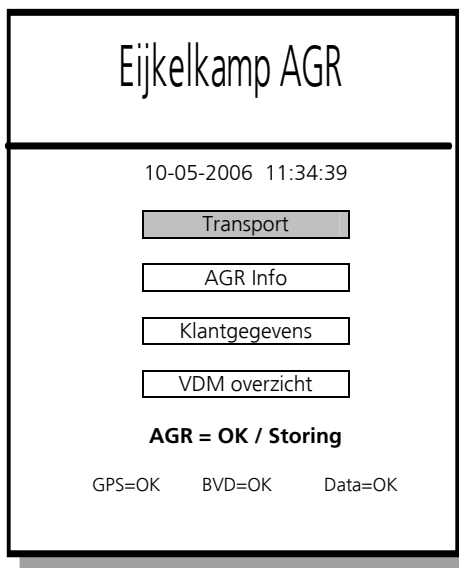 Eijkelkamp AGR
10-05-2006 11:34:39
Transport
AGR Info
Klantgegevens
VDM overzicht
AGR = OK / Storing
GPS=OK BVD=OK Data=OK